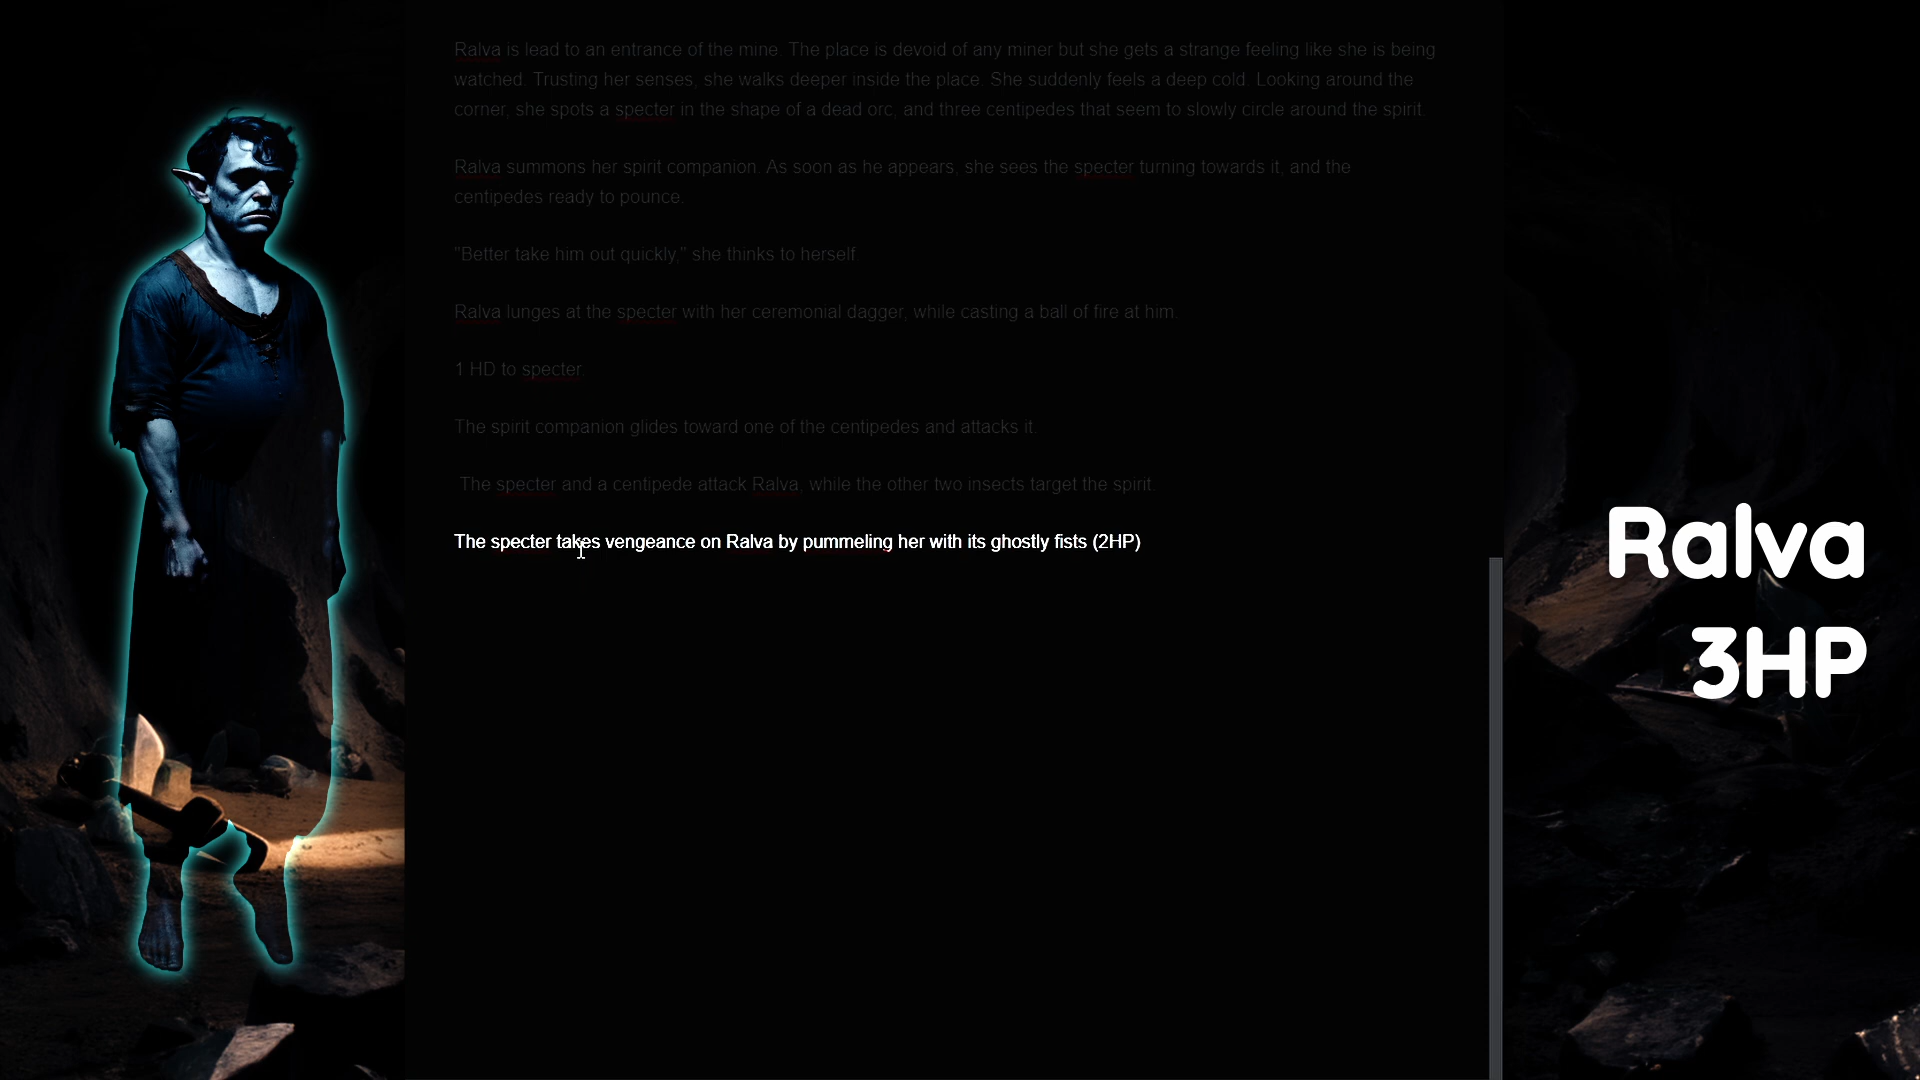 Ralva is lead to an entrance of the mine. The place is devoid of any miner but she gets a strange feeling like she is being
watched. Trusting her senses, she walks deeper inside the place. She suddenly feels a deep cold. Looking around the
corner, she spots a specter in the shape of a dead orc, and three centipedes that seem to slowly circle around the spirit.
Ralva summons her spirit companion. As soon as he appears, she sees the specter turning towards it, and the
centipedes ready to pounce.
"Better take him out quickly," she thinks to herself.
Ralva lunges at the specter with her ceremonial dagger, while casting a ball of fire at him.
1 HD to specter.
The spirit companion glides toward one of the centipedes and attacks it.
The specter and a centipede attack Ralva, while the other two insects target the spirit.
The specter takes vengeance on Ralva by pummeling her with its ghostly fists (2HP)
Ralva
3HP